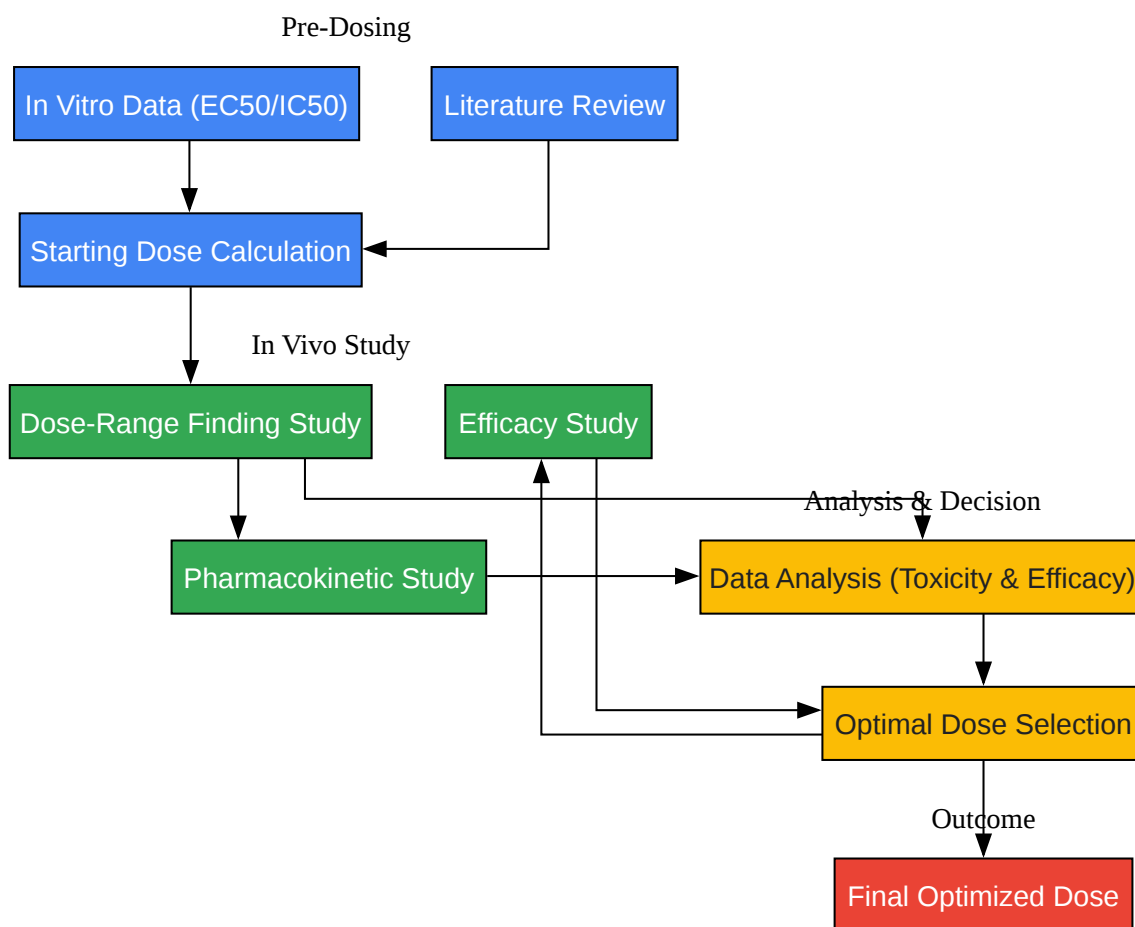 Pre-Dosing
In Vitro Data (EC50/IC50)
Literature Review
Starting Dose Calculation
In Vivo Study
Dose-Range Finding Study
Efficacy Study
Analysis & Decision
Pharmacokinetic Study
Data Analysis (Toxicity & Efficacy)
Optimal Dose Selection
Outcome
Final Optimized Dose